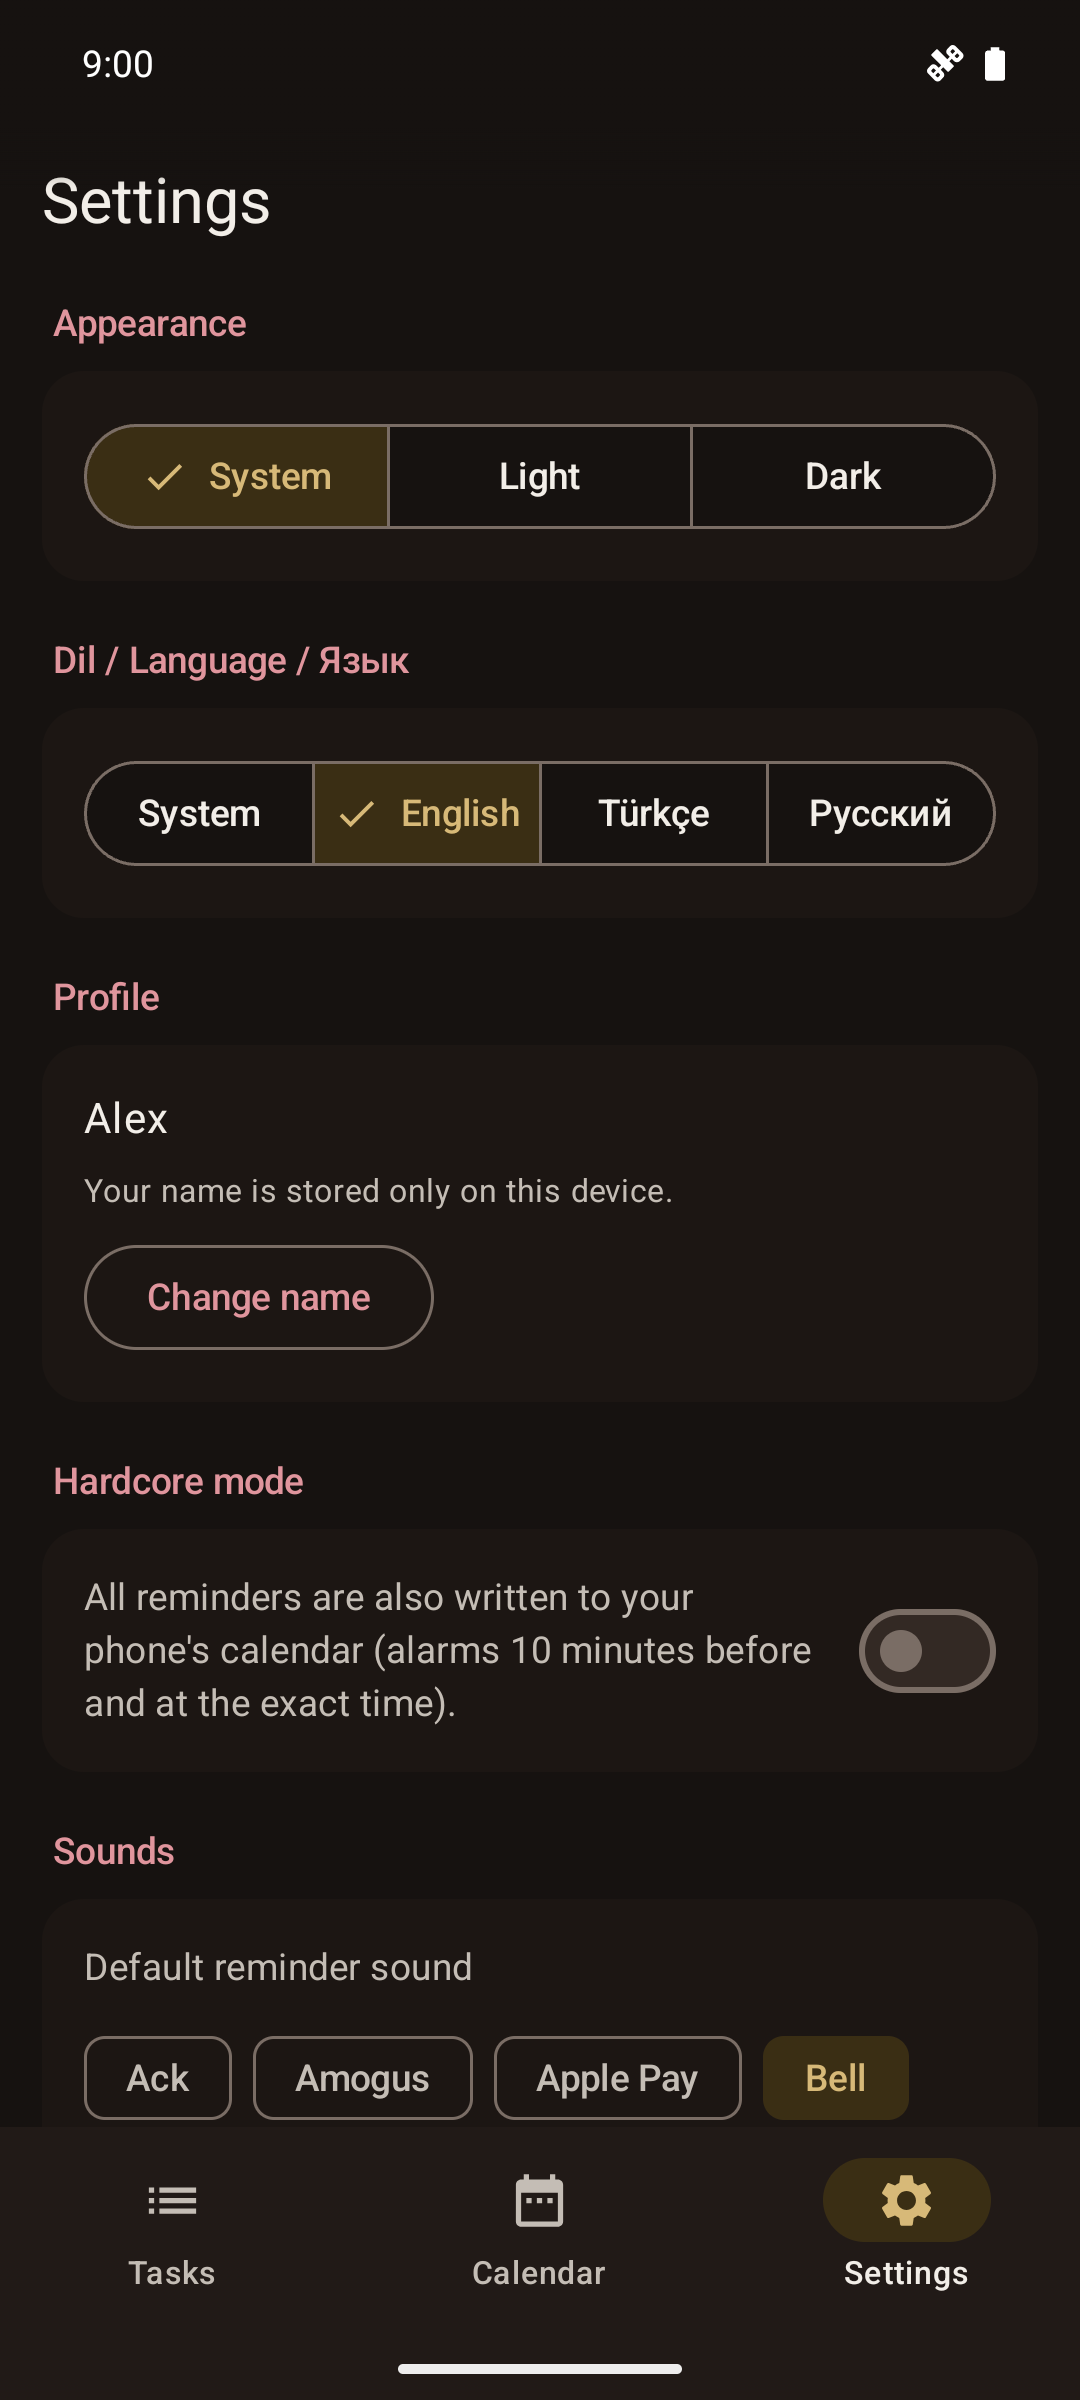 9:00
Settings
Appearance
System
Light
Dark
Dil / Language / Язык
System
English
Türkçe
Русский
Profile
Alex
Your name is stored only on this device.
Change name
Hardcore mode
All reminders are also written to your
phone's calendar (alarms 10 minutes before
and at the exact time).
Sounds
Default reminder sound
Ack
Amogus
Apple Pay
Bell
Tasks
Calendar
Settings